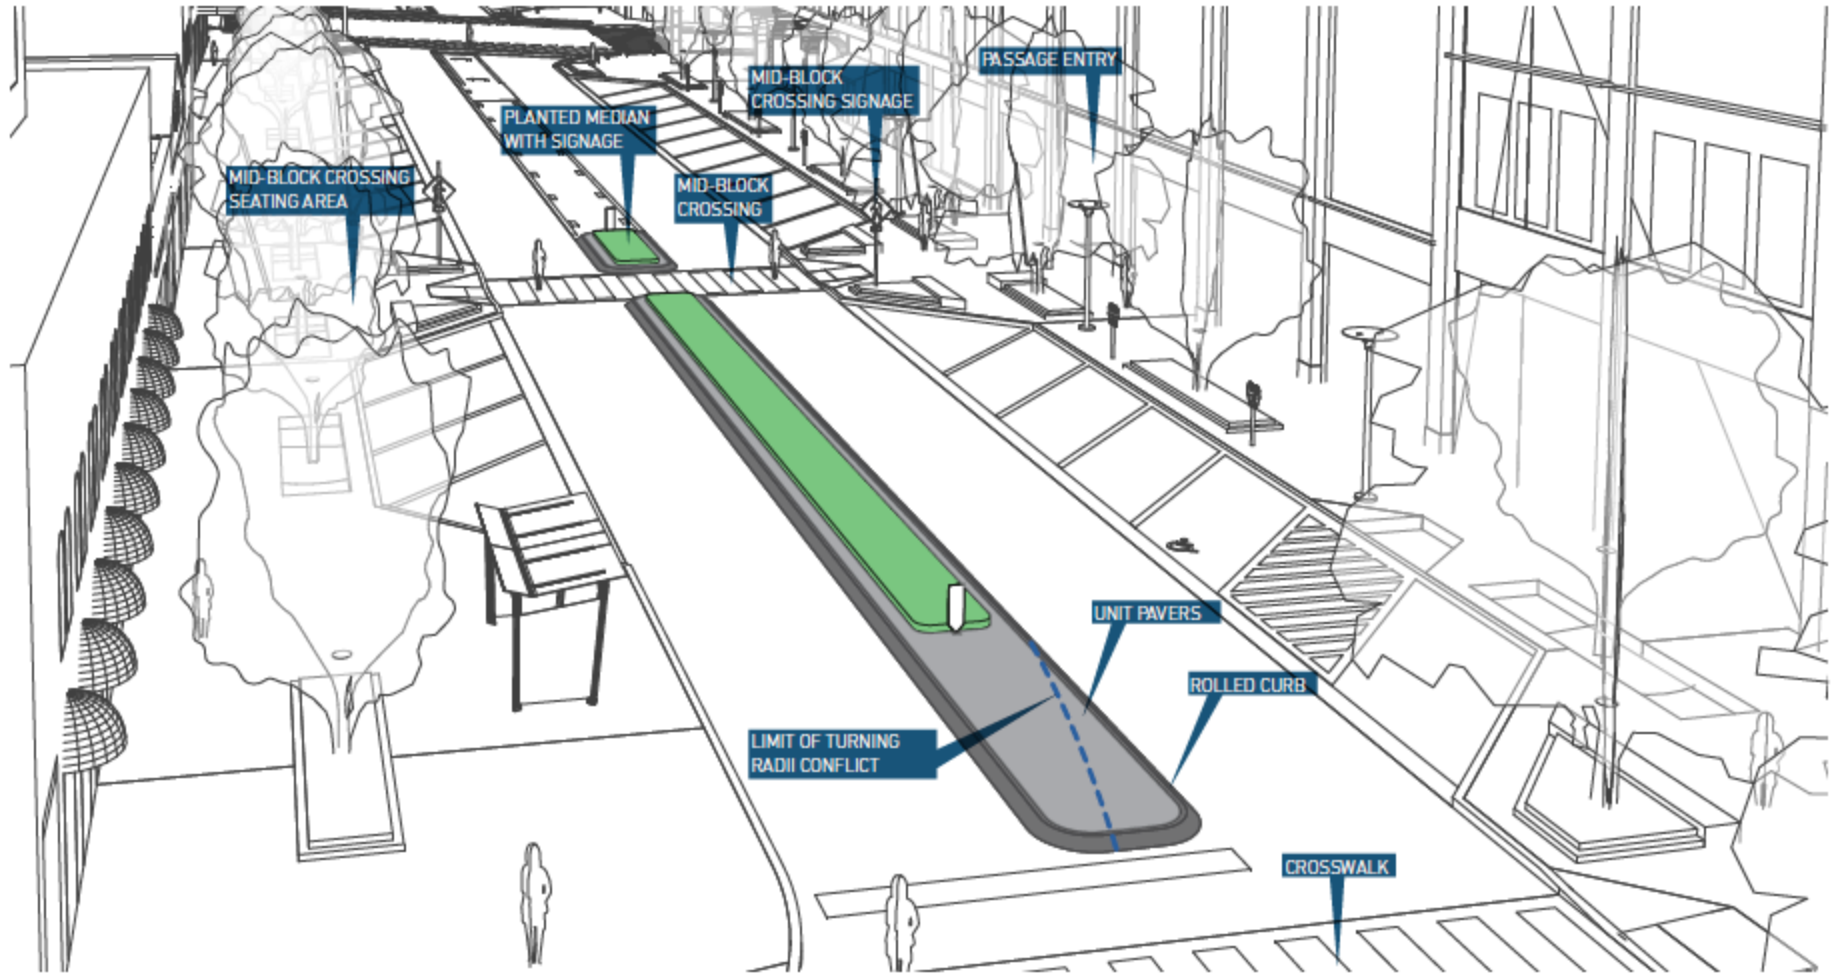 PASSAGE ENTRY
MID-BLOCK
CROSSING SIGNAGE
PLANTED MEDIAN
WITH SIGNAGE
MID-BLOCK CROSSING
SEATING AREA
MID-BLOCK
CROSSING
UNIT PAVERS
ROLLED CURB
LIMIT OF TURNING
RADII CONFLICT
CROSSWALK